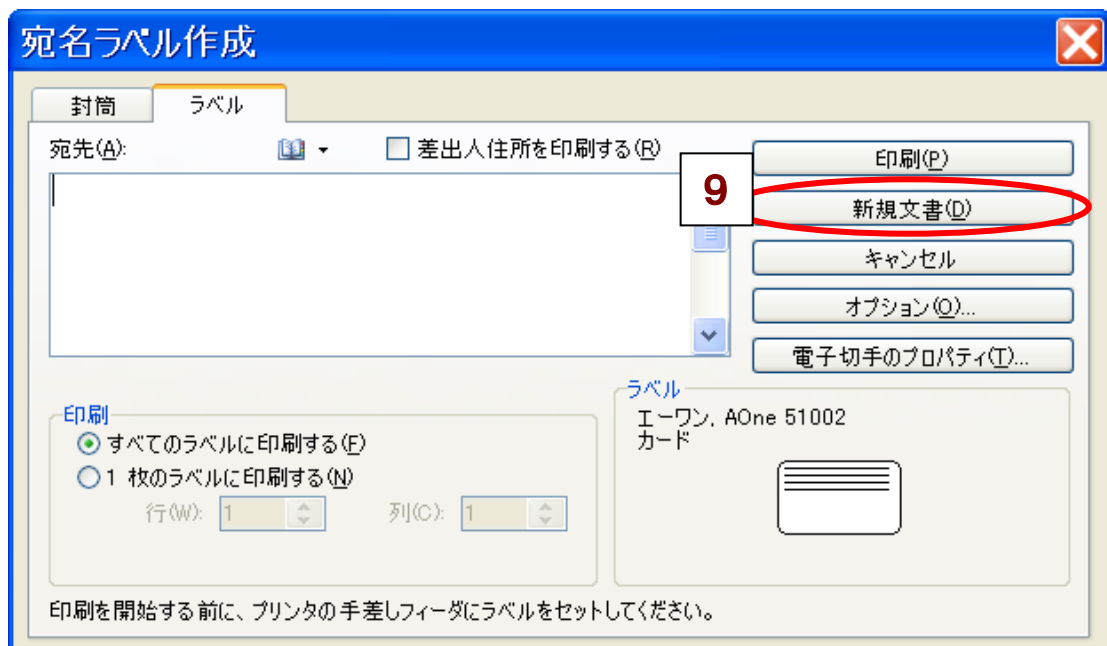 宛名ラベル作成
封筒
ラベル
宛先(A):
差出人住所を印刷する(R)
印刷(P)
9
新規文書(D)
キャンセル
オプション(O)...
電子切手のプロパティ(T)...
印刷
すべてのラベルに印刷する(F)
1 枚のラベルに印刷する(N)
行(W): 1
列(C): 1
ラベル
エーワン, AOne 51002
カード
印刷を開始する前に、プリンタの手差しフィーダにラベルをセットしてください。